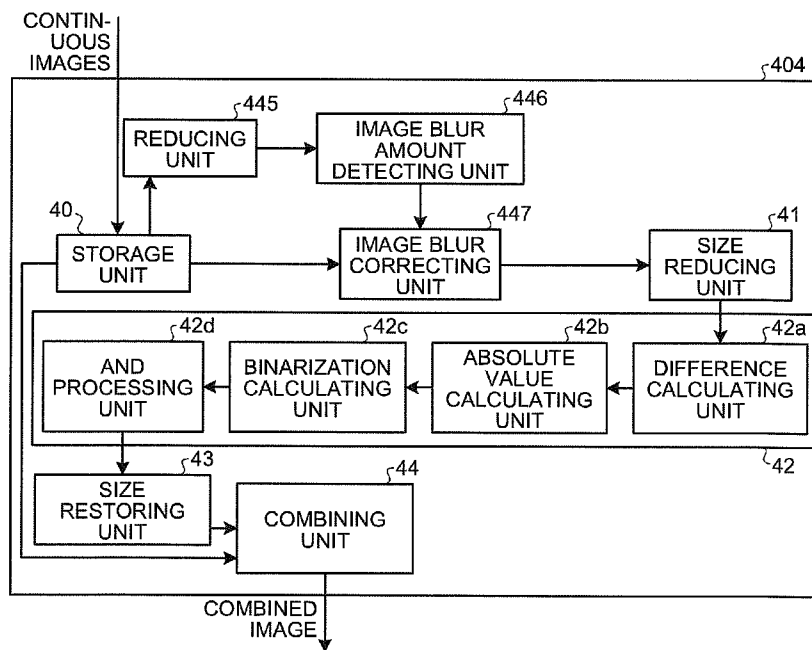 CONTIN-
UOUS
IMAGES
404
445
REDUCING
UNIT
446
IMAGE BLUR
AMOUNT
DETECTING UNIT
40
STORAGE
UNIT
447
IMAGE BLUR
CORRECTING
UNIT
41
SIZE
REDUCING
UNIT
42d
AND
PROCESSING
UNIT
42c
BINARIZATION
CALCULATING
UNIT
42b
ABSOLUTE
VALUE
CALCULATING
UNIT
42a
DIFFERENCE
CALCULATING
UNIT
42
43
SIZE
RESTORING
UNIT
44
COMBINING
UNIT
COMBINED
IMAGE